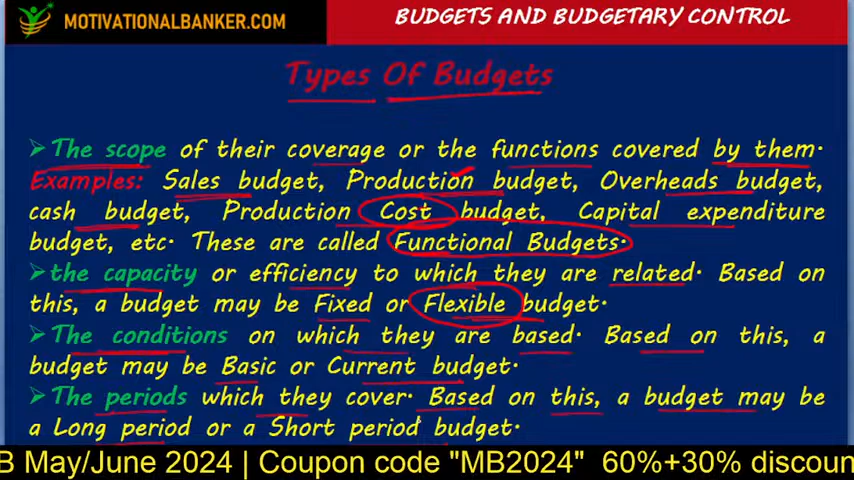 MOTIVATIONALBANKER.COM
BUDGETS AND BUDGETARY CONTROL
Types Of Budgets
➢The scope of their coverage or the functions covered by them.
Examples: Sales budget, Production budget, Overheads budget,
cash budget, Production Cost budget, Capital expenditure
budget, etc. These are called Functional Budgets.
➢the capacity or efficiency to which they are related. Based on
this, a budget may be Fixed or Flexible budget.
➢The conditions on which they are based. Based on this, a
budget may be Basic or Current budget.
➢The periods which they cover. Based on this, a budget may be
a Long period or a Short period budget.
B May/June 2024 | Coupon code "MB2024" 60%+30% discoun